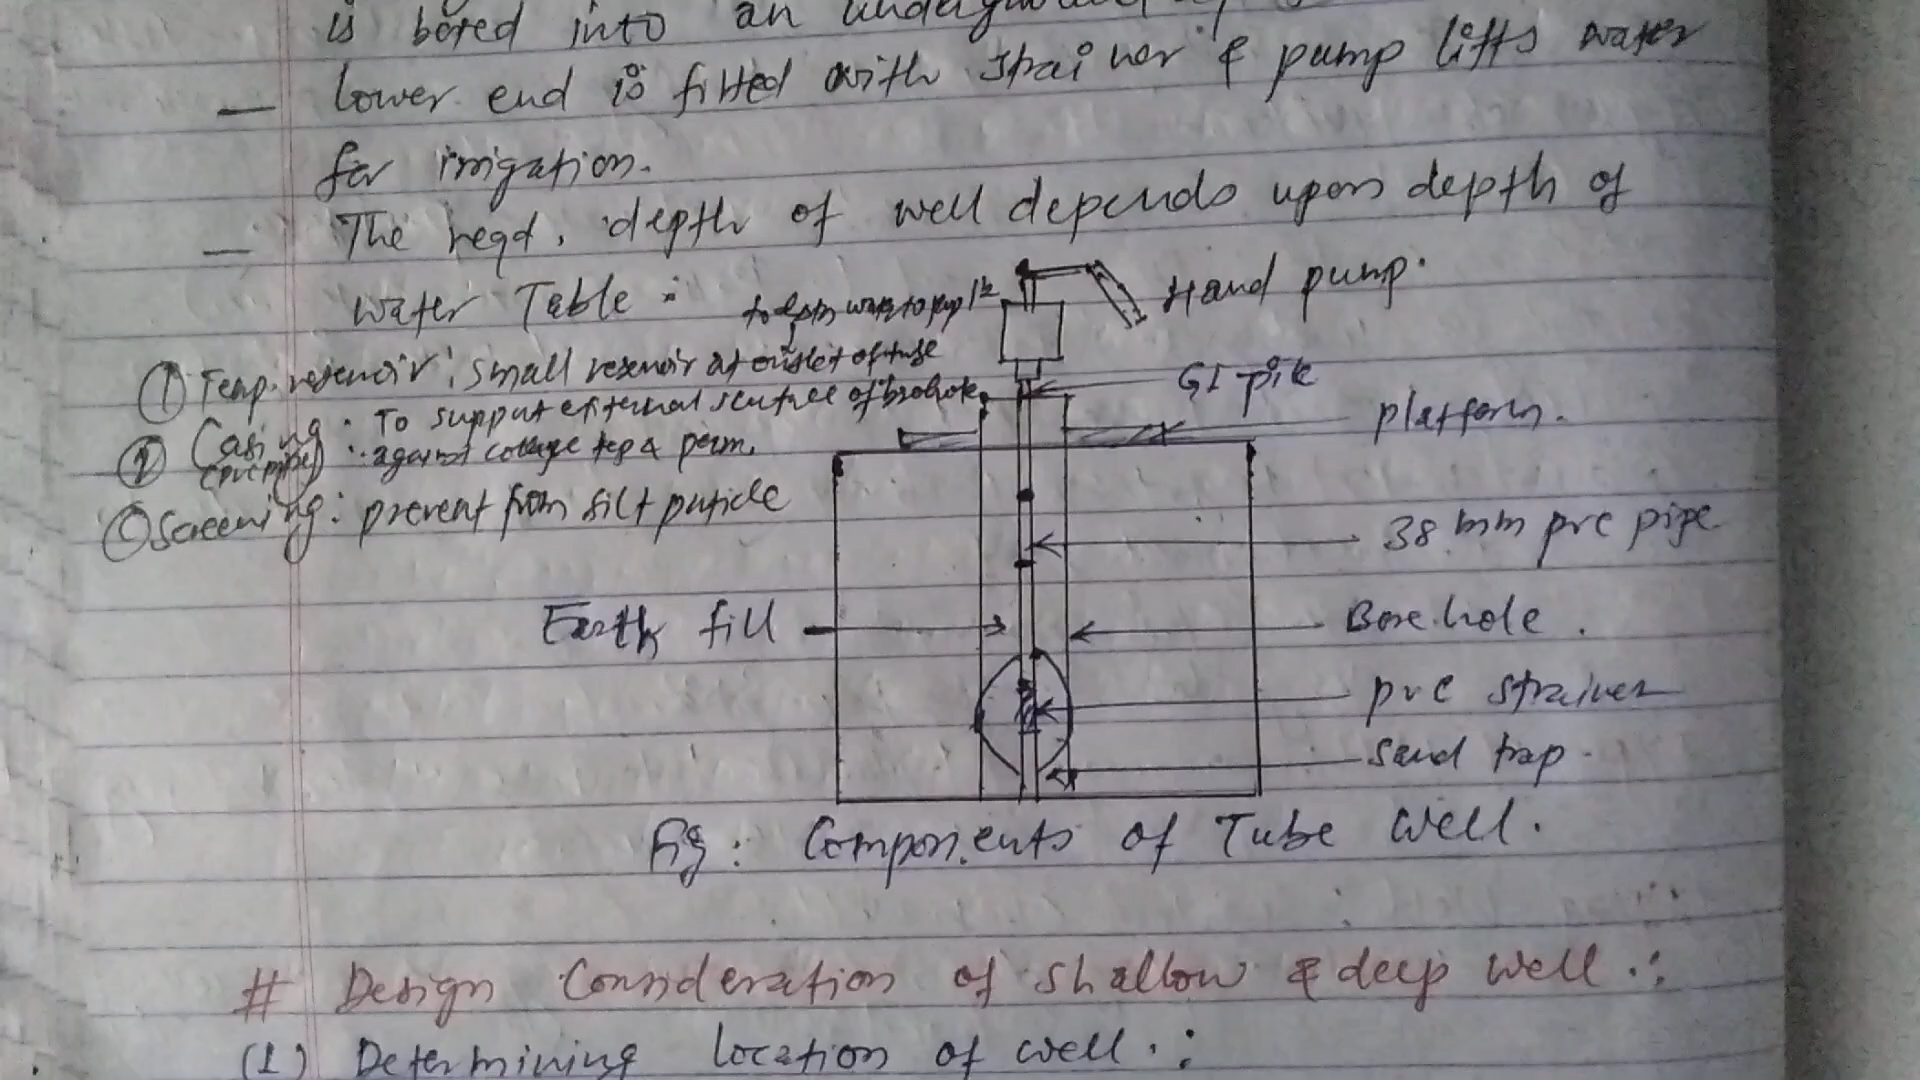 is bored into an
— lower end is fitted with strainer & pump lifts water
for irrigation.
— The reqd. depth of well depends upon depth of
water Table :
Hand pump.
① Temp. reservoir : small reservoir at outlet of tube
GI pipe
② Casing : To support external surface of borehole
platform.
: against collapse temp & perm.
Screening : prevent from silt particle
38 mm pvc pipe
Earth fill
Bore hole.
pvc strainer
Sand trap.
Fig : Components of Tube well.
# Design Consideration of shallow & deep well :
(1) Determining location of well :